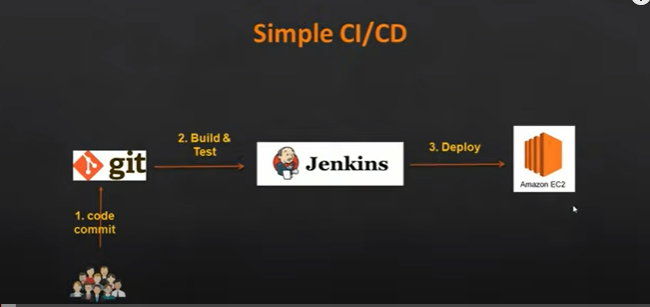 Simple CI/CD
2. Build &
Test
git
Jenkins
3. Deploy
Amazon EC2
1. code
commit